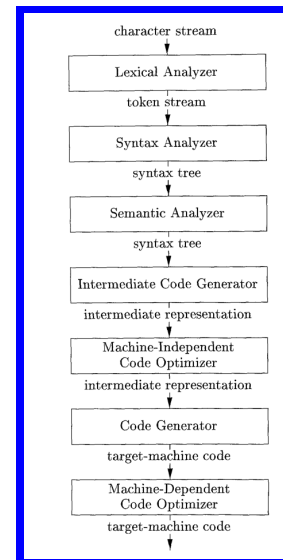 character stream
Lexical Analyzer
token stream
Syntax Analyzer
syntax tree
Semantic Analyzer
syntax tree
Intermediate Code Generator
intermediate representation
Machine-Independent
Code Optimizer
intermediate representation
Code Generator
target-machine code
Machine-Dependent
Code Optimizer
target-machine code